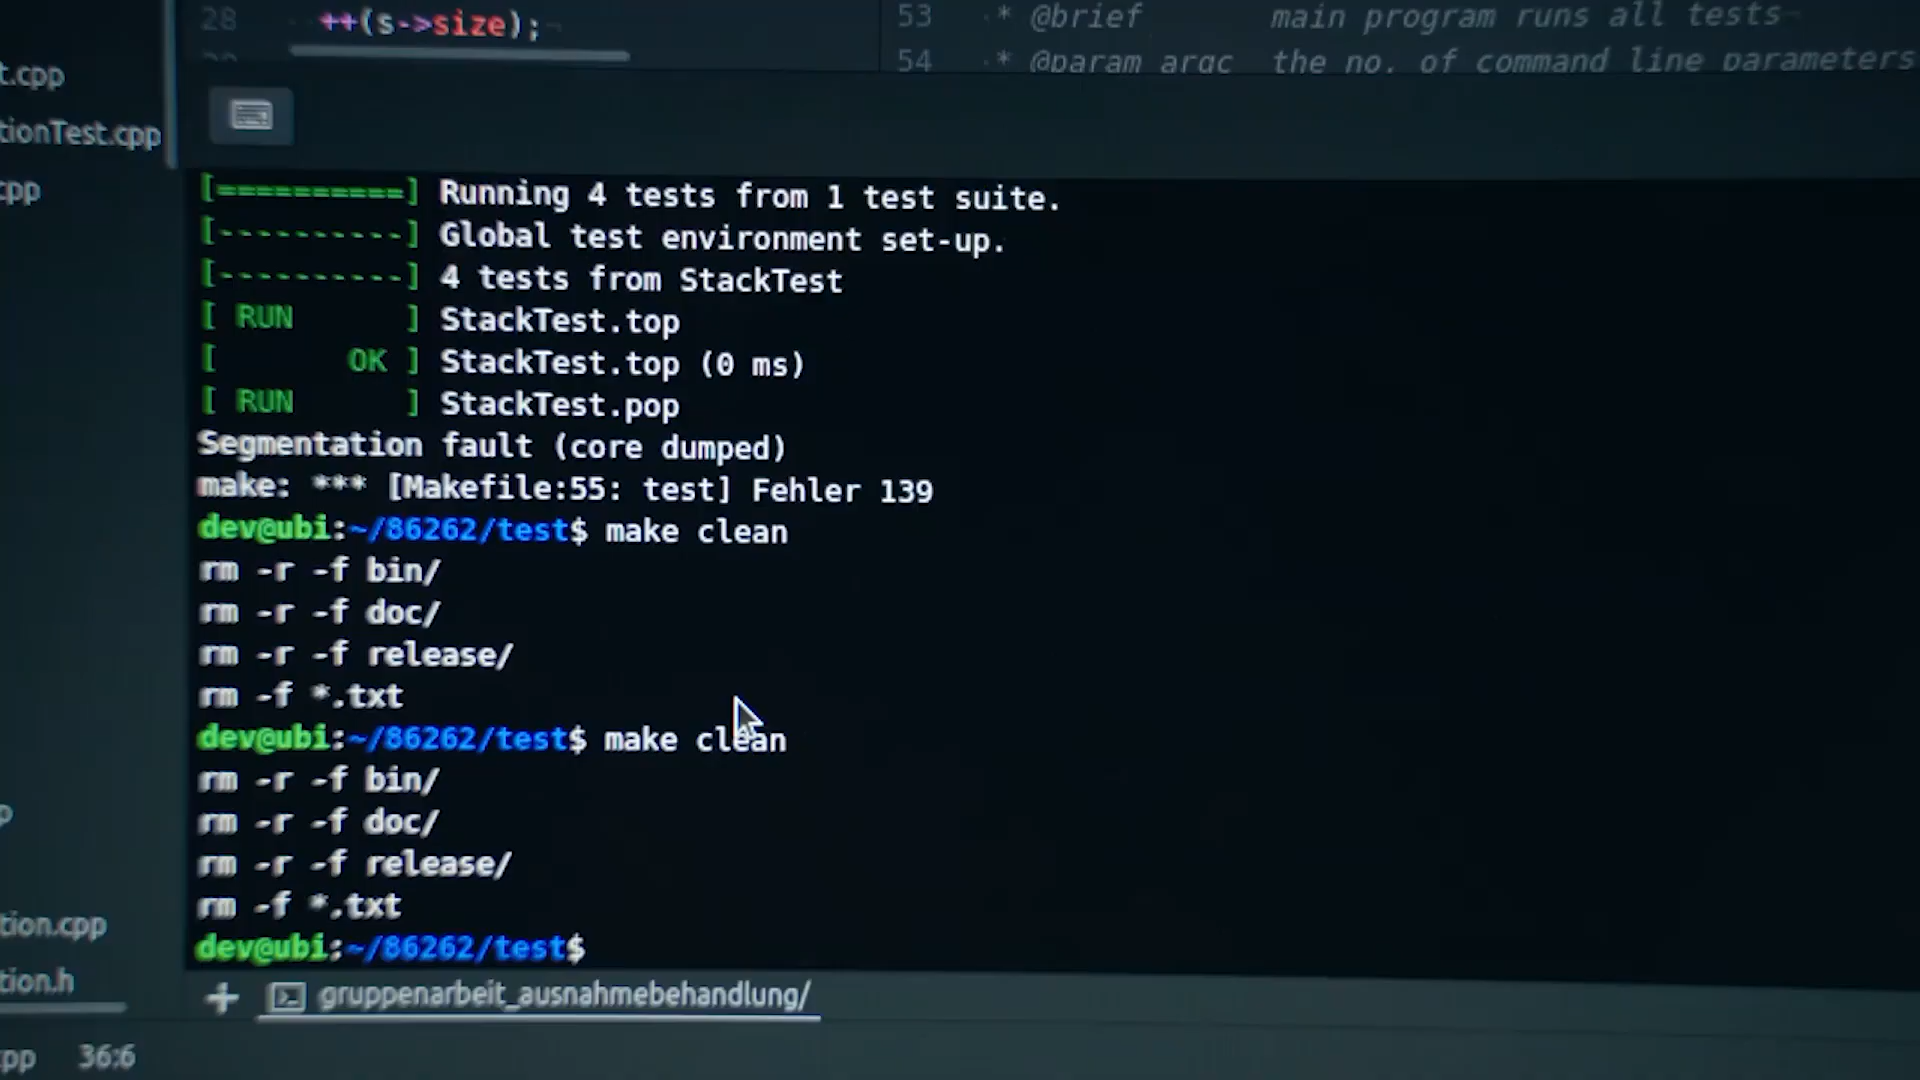 28 ++(s->size);
53 * @brief main program runs all tests
54 * @param argc the no. of command line parameters
t.cpp
tionTest.cpp
cpp
[==========] Running 4 tests from 1 test suite.
[----------] Global test environment set-up.
[----------] 4 tests from StackTest
[ RUN      ] StackTest.top
[       OK ] StackTest.top (0 ms)
[ RUN      ] StackTest.pop
Segmentation fault (core dumped)
make: *** [Makefile:55: test] Fehler 139
dev@ubi:~/86262/test$ make clean
rm -r -f bin/
rm -r -f doc/
rm -r -f release/
rm -f *.txt
dev@ubi:~/86262/test$ make clean
rm -r -f bin/
rm -r -f doc/
rm -r -f release/
rm -f *.txt
dev@ubi:~/86262/test$
tion.cpp
tion.h
+ gruppenarbeit_ausnahmebehandlung/
cpp 36:6